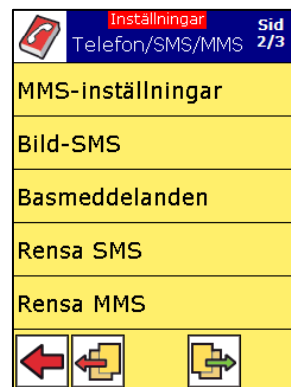 Inställningar
Telefon/SMS/MMS
Sid
2/3
MMS-inställningar
Bild-SMS
Basmeddelanden
Rensa SMS
Rensa MMS